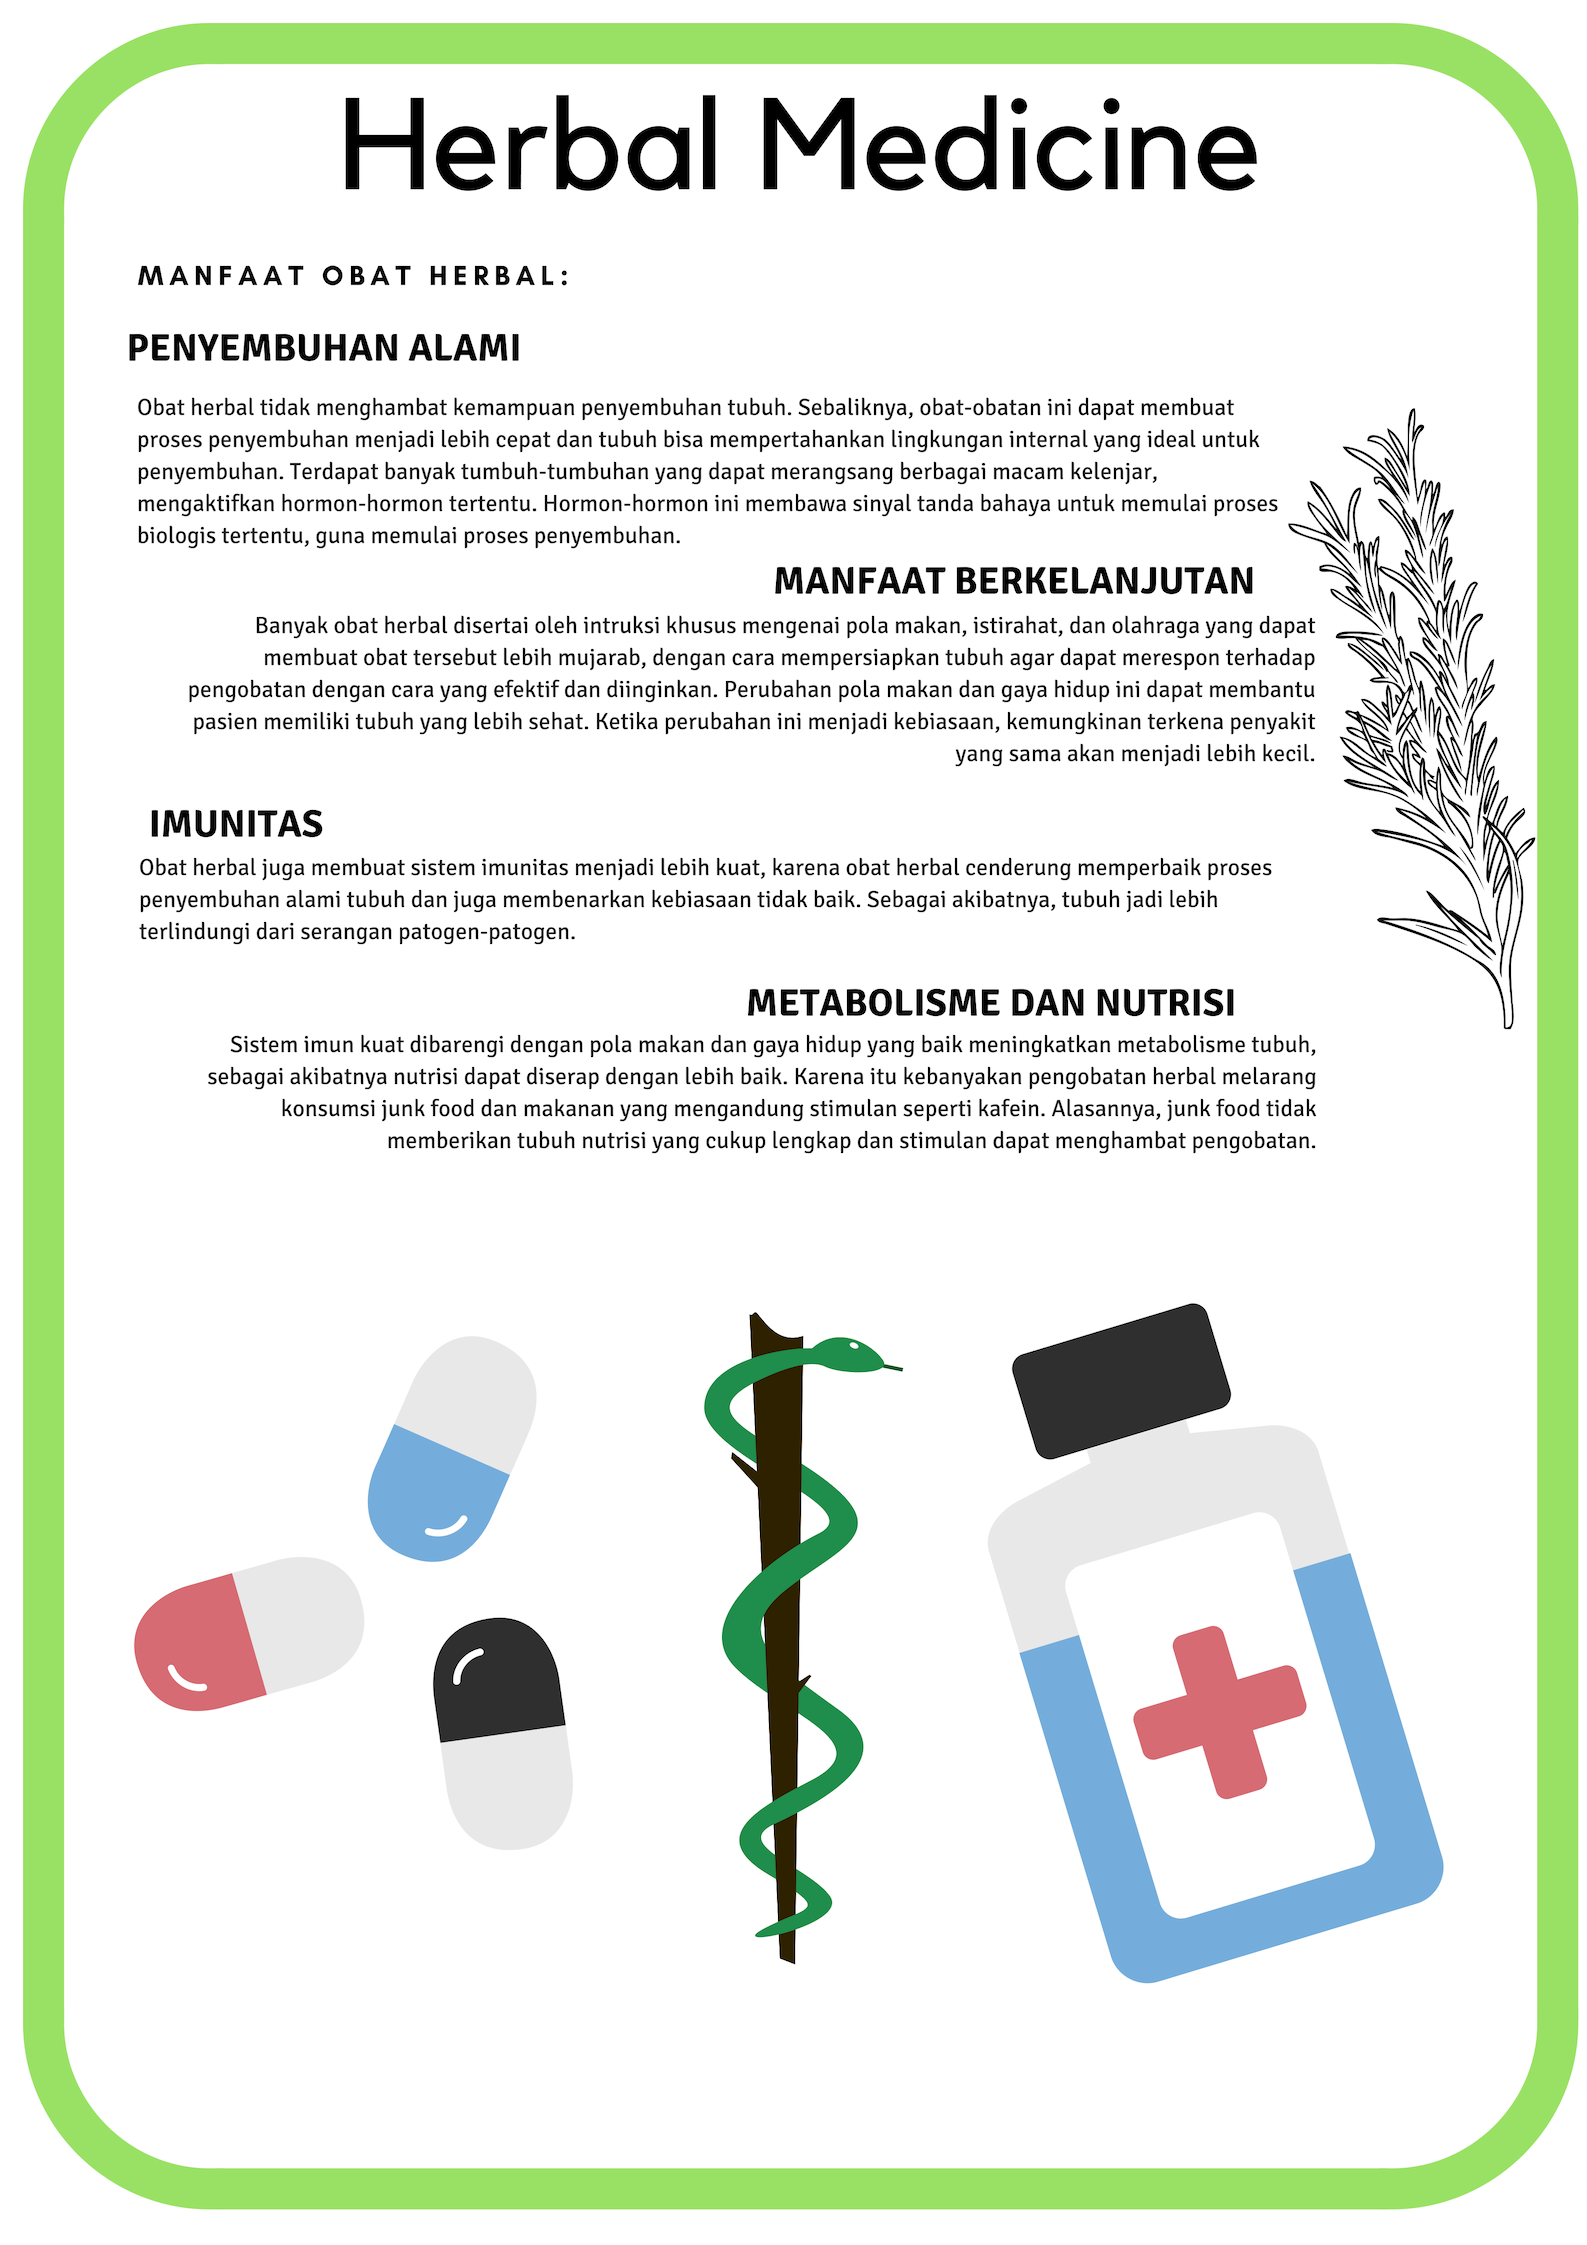 Herbal Medicine
MANFAAT OBAT HERBAL:
PENYEMBUHAN ALAMI
Obat herbal tidak menghambat kemampuan penyembuhan tubuh. Sebaliknya, obat-obatan ini dapat membuat
proses penyembuhan menjadi lebih cepat dan tubuh bisa mempertahankan lingkungan internal yang ideal untuk
penyembuhan. Terdapat banyak tumbuh-tumbuhan yang dapat merangsang berbagai macam kelenjar,
mengaktifkan hormon-hormon tertentu. Hormon-hormon ini membawa sinyal tanda bahaya untuk memulai proses
biologis tertentu, guna memulai proses penyembuhan.
MANFAAT BERKELANJUTAN
Banyak obat herbal disertai oleh intruksi khusus mengenai pola makan, istirahat, dan olahraga yang dapat
membuat obat tersebut lebih mujarab, dengan cara mempersiapkan tubuh agar dapat merespon terhadap
pengobatan dengan cara yang efektif dan diinginkan. Perubahan pola makan dan gaya hidup ini dapat membantu
pasien memiliki tubuh yang lebih sehat. Ketika perubahan ini menjadi kebiasaan, kemungkinan terkena penyakit
yang sama akan menjadi lebih kecil.
IMUNITAS
Obat herbal juga membuat sistem imunitas menjadi lebih kuat, karena obat herbal cenderung memperbaik proses
penyembuhan alami tubuh dan juga membenarkan kebiasaan tidak baik. Sebagai akibatnya, tubuh jadi lebih
terlindungi dari serangan patogen-patogen.
METABOLISME DAN NUTRISI
Sistem imun kuat dibarengi dengan pola makan dan gaya hidup yang baik meningkatkan metabolisme tubuh,
sebagai akibatnya nutrisi dapat diserap dengan lebih baik. Karena itu kebanyakan pengobatan herbal melarang
konsumsi junk food dan makanan yang mengandung stimulan seperti kafein. Alasannya, junk food tidak
memberikan tubuh nutrisi yang cukup lengkap dan stimulan dapat menghambat pengobatan.